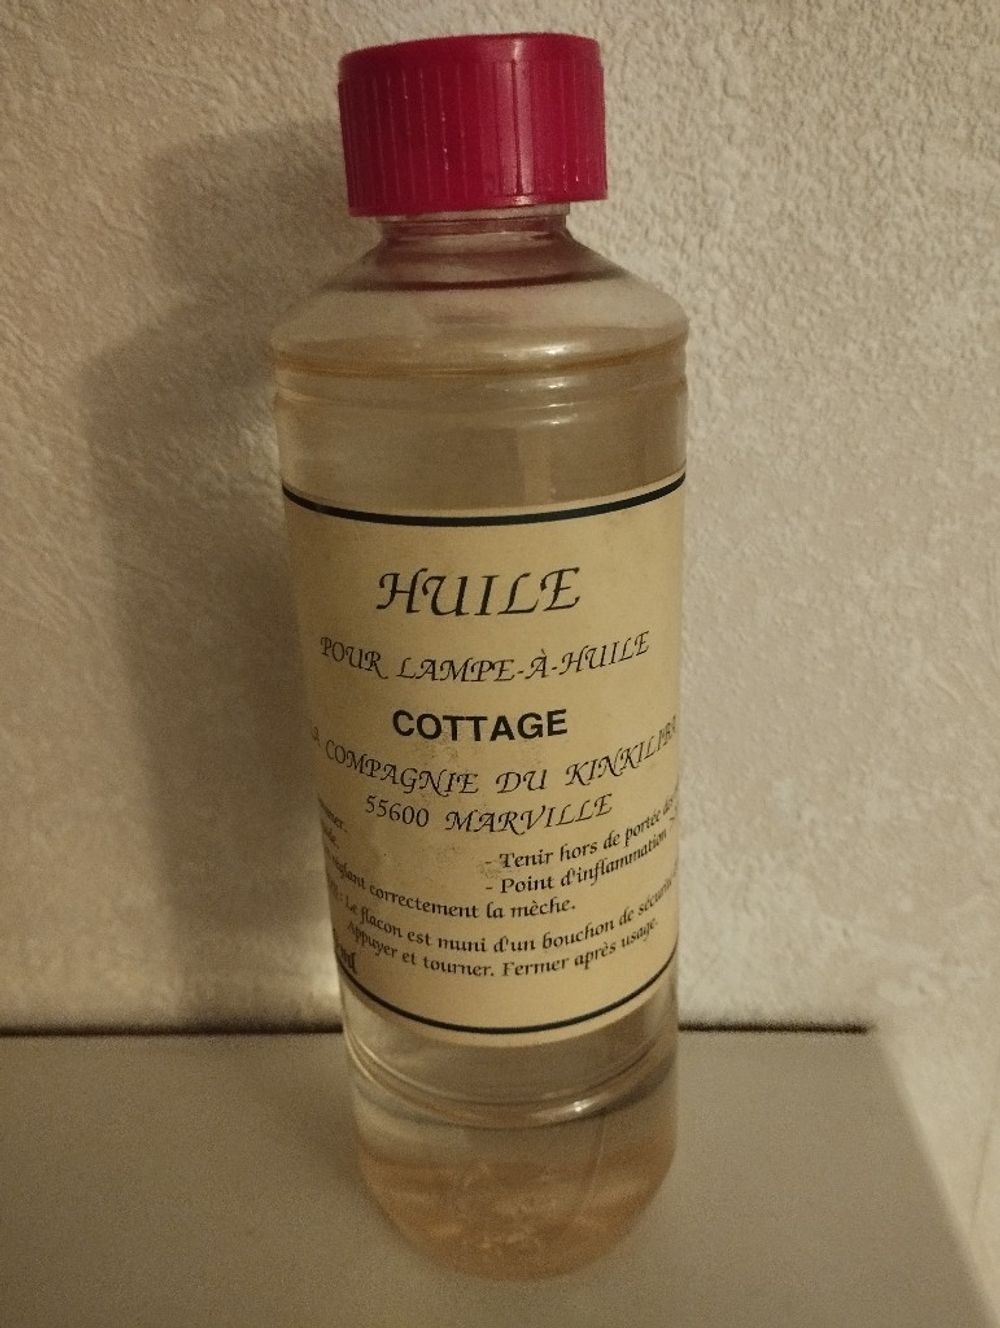 HUILE
POUR LAMPE-À-HUILE
COTTAGE
COMPAGNIE DU
55600 MARVILLE
- Tenir hors de portée
- Point d'inflammation
correctement la mèche.
Le flacon est muni d'un bouchon de sécurité
Appuyer et tourner. Fermer après usage.